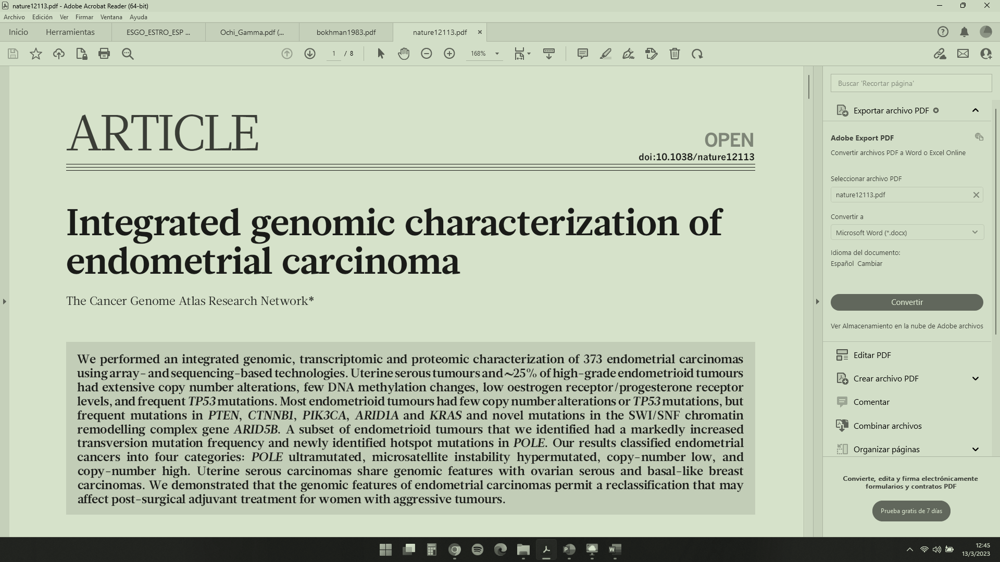 nature12113.pdf - Adobe Acrobat Reader (64-bit)
Archivo Edición Ver Firmar Ventana Ayuda
Inicio Herramientas ESGO_ESTRO_ESP ... Ochi_Gamma.pdf (... bokhman1983.pdf nature12113.pdf ×
1 / 8 168%
ARTICLE
OPEN
doi:10.1038/nature12113
Integrated genomic characterization of
endometrial carcinoma
The Cancer Genome Atlas Research Network*
We performed an integrated genomic, transcriptomic and proteomic characterization of 373 endometrial carcinomas
using array- and sequencing-based technologies. Uterine serous tumours and ~25% of high-grade endometrioid tumours
had extensive copy number alterations, few DNA methylation changes, low oestrogen receptor/progesterone receptor
levels, and frequent TP53 mutations. Most endometrioid tumours had few copy number alterations or TP53 mutations, but
frequent mutations in PTEN, CTNNB1, PIK3CA, ARID1A and KRAS and novel mutations in the SWI/SNF chromatin
remodelling complex gene ARID5B. A subset of endometrioid tumours that we identified had a markedly increased
transversion mutation frequency and newly identified hotspot mutations in POLE. Our results classified endometrial
cancers into four categories: POLE ultramutated, microsatellite instability hypermutated, copy-number low, and
copy-number high. Uterine serous carcinomas share genomic features with ovarian serous and basal-like breast
carcinomas. We demonstrated that the genomic features of endometrial carcinomas permit a reclassification that may
affect post-surgical adjuvant treatment for women with aggressive tumours.
Buscar 'Recortar página'
Exportar archivo PDF
Adobe Export PDF
Convertir archivos PDF a Word o Excel Online
Seleccionar archivo PDF
nature12113.pdf
Convertir a
Microsoft Word (*.docx)
Idioma del documento:
Español Cambiar
Convertir
Ver Almacenamiento en la nube de Adobe archivos
Editar PDF
Crear archivo PDF
Comentar
Combinar archivos
Organizar páginas
Convierte, edita y firma electrónicamente
formularios y contratos PDF
Prueba gratis de 7 días
12:45
13/3/2023